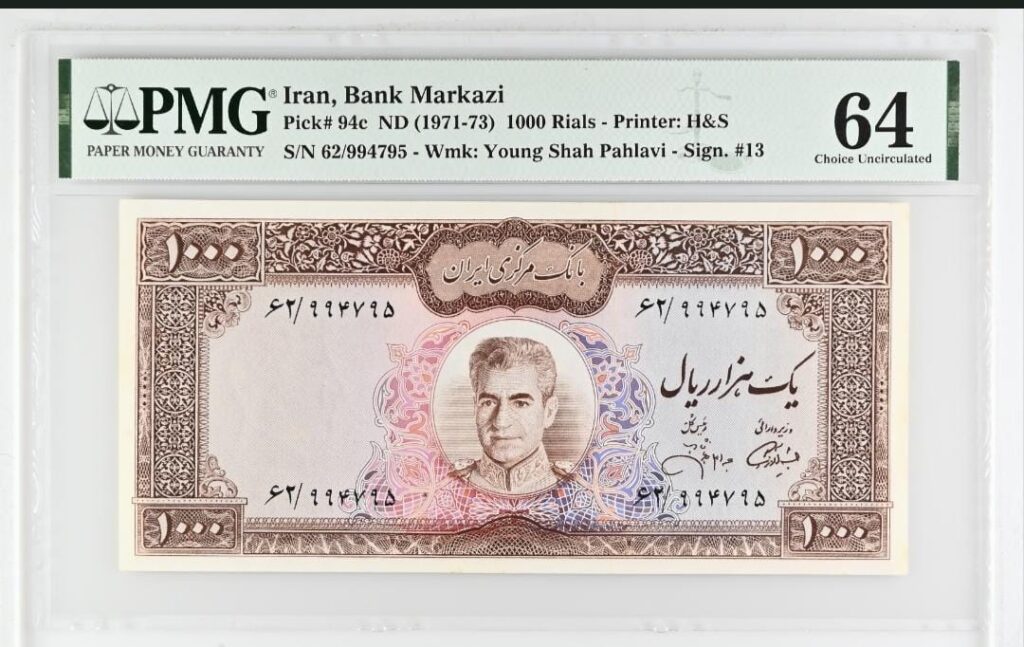 PMG®
PAPER MONEY GUARANTY
Iran, Bank Markazi
Pick# 94c ND (1971-73) 1000 Rials - Printer: H&S
S/N 62/994795 - Wmk: Young Shah Pahlavi - Sign. #13
64
Choice Uncirculated
۱۰۰۰
بانک مرکزی ایران
۱۰۰۰
۶۲/۹۹۴۷۹۵
۶۲/۹۹۴۷۹۵
یک هزار ریال
وزیر دارائی
رئیس کل
۶۲/۹۹۴۷۹۵
۶۲/۹۹۴۷۹۵
۱۰۰۰
۱۰۰۰